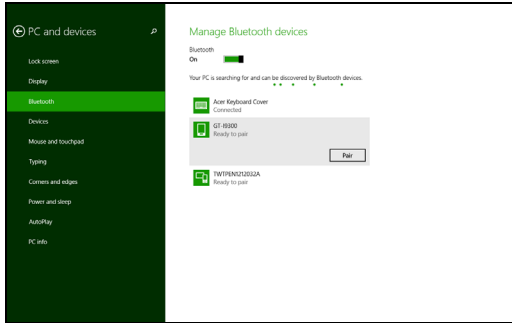 PC and devices
Lock screen
Display
Bluetooth
Devices
Mouse and touchpad
Typing
Corners and edges
Power and sleep
AutoPlay
PC info
Manage Bluetooth devices
Bluetooth
On
Your PC is searching for and can be discovered by Bluetooth devices.
Acer Keyboard Cover
Connected
GT-I9300
Ready to pair
Pair
TWTPEN1212032A
Ready to pair